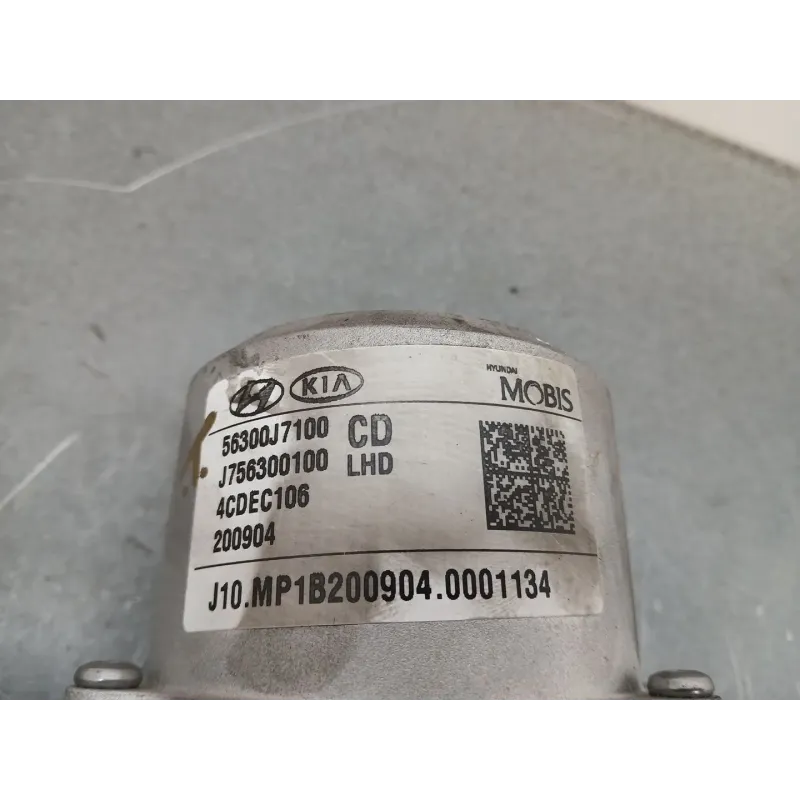 KIA
HYUNDAI
MOBIS
56300J7100 CD
J756300100 LHD
4CDEC106
200904
J10.MP1B200904.0001134